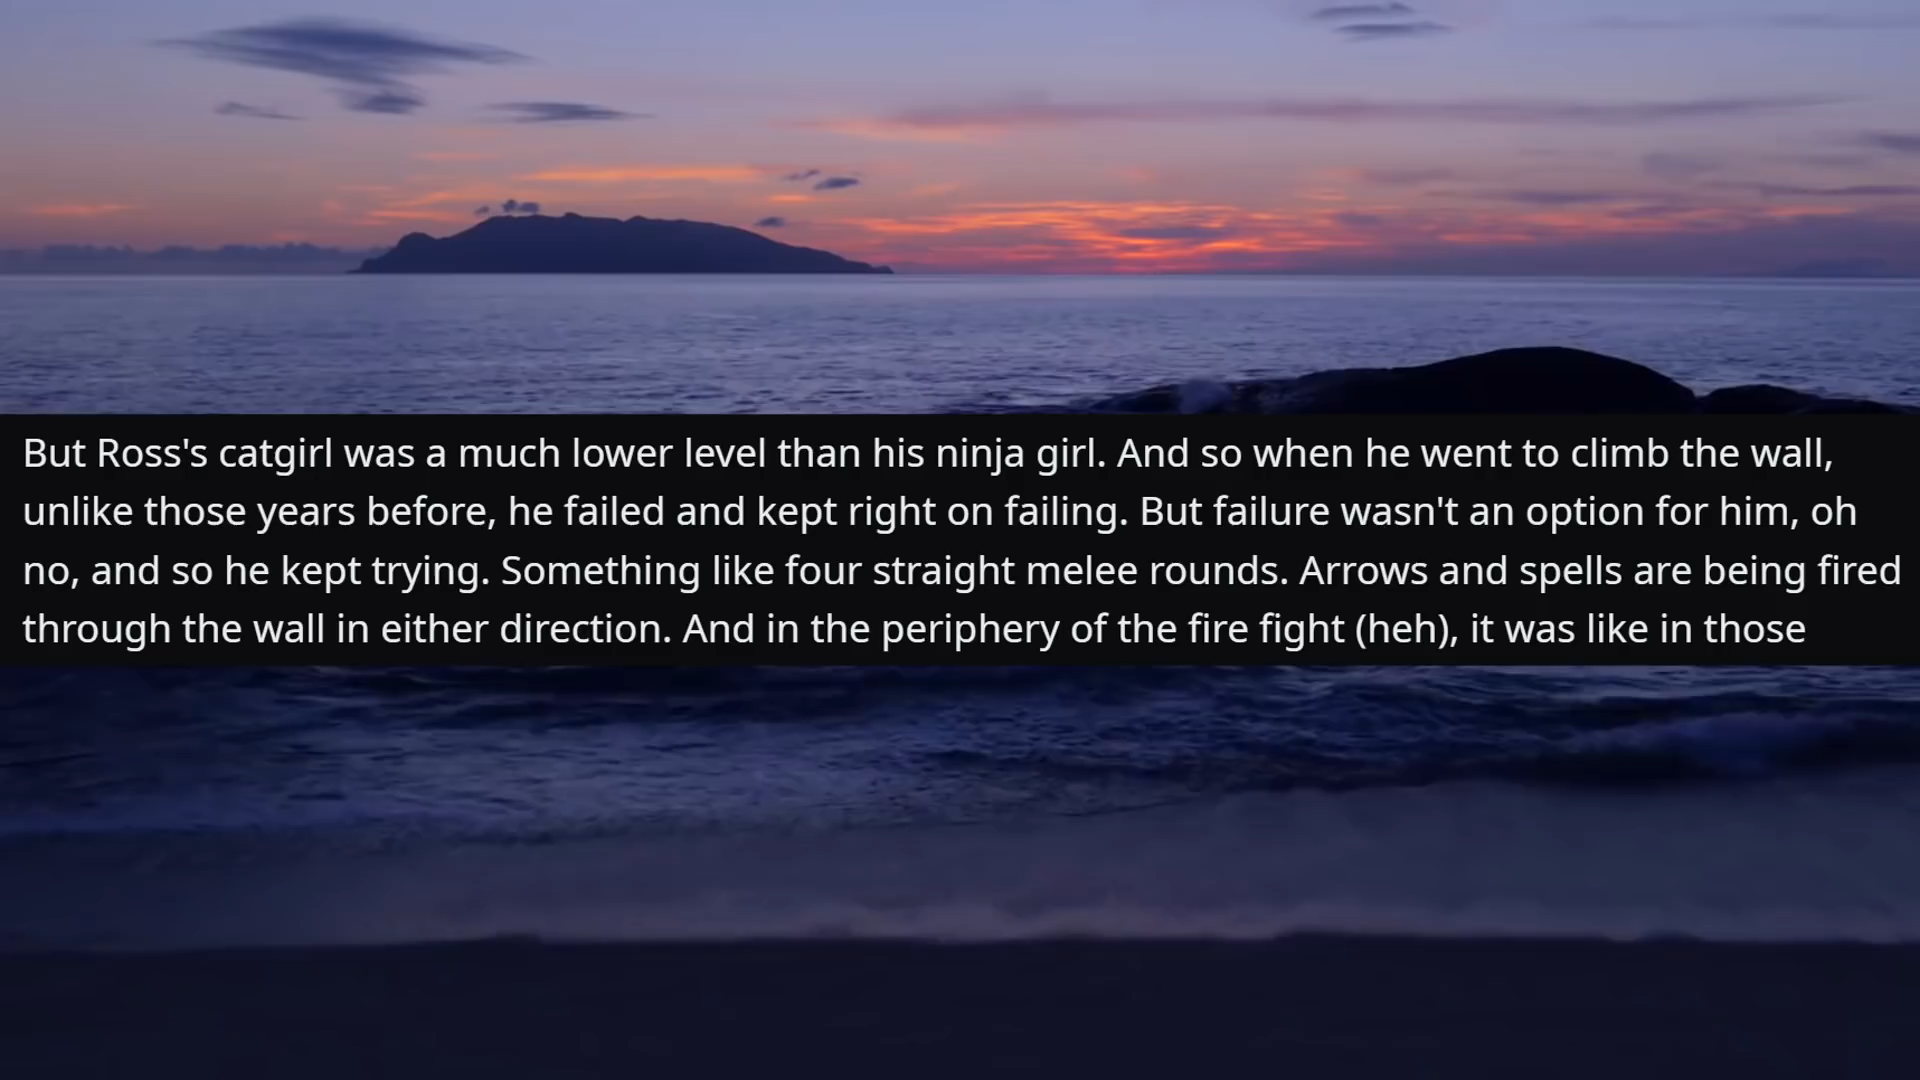 But Ross's catgirl was a much lower level than his ninja girl. And so when he went to climb the wall,
unlike those years before, he failed and kept right on failing. But failure wasn't an option for him, oh
no, and so he kept trying. Something like four straight melee rounds. Arrows and spells are being fired
through the wall in either direction. And in the periphery of the fire fight (heh), it was like in those